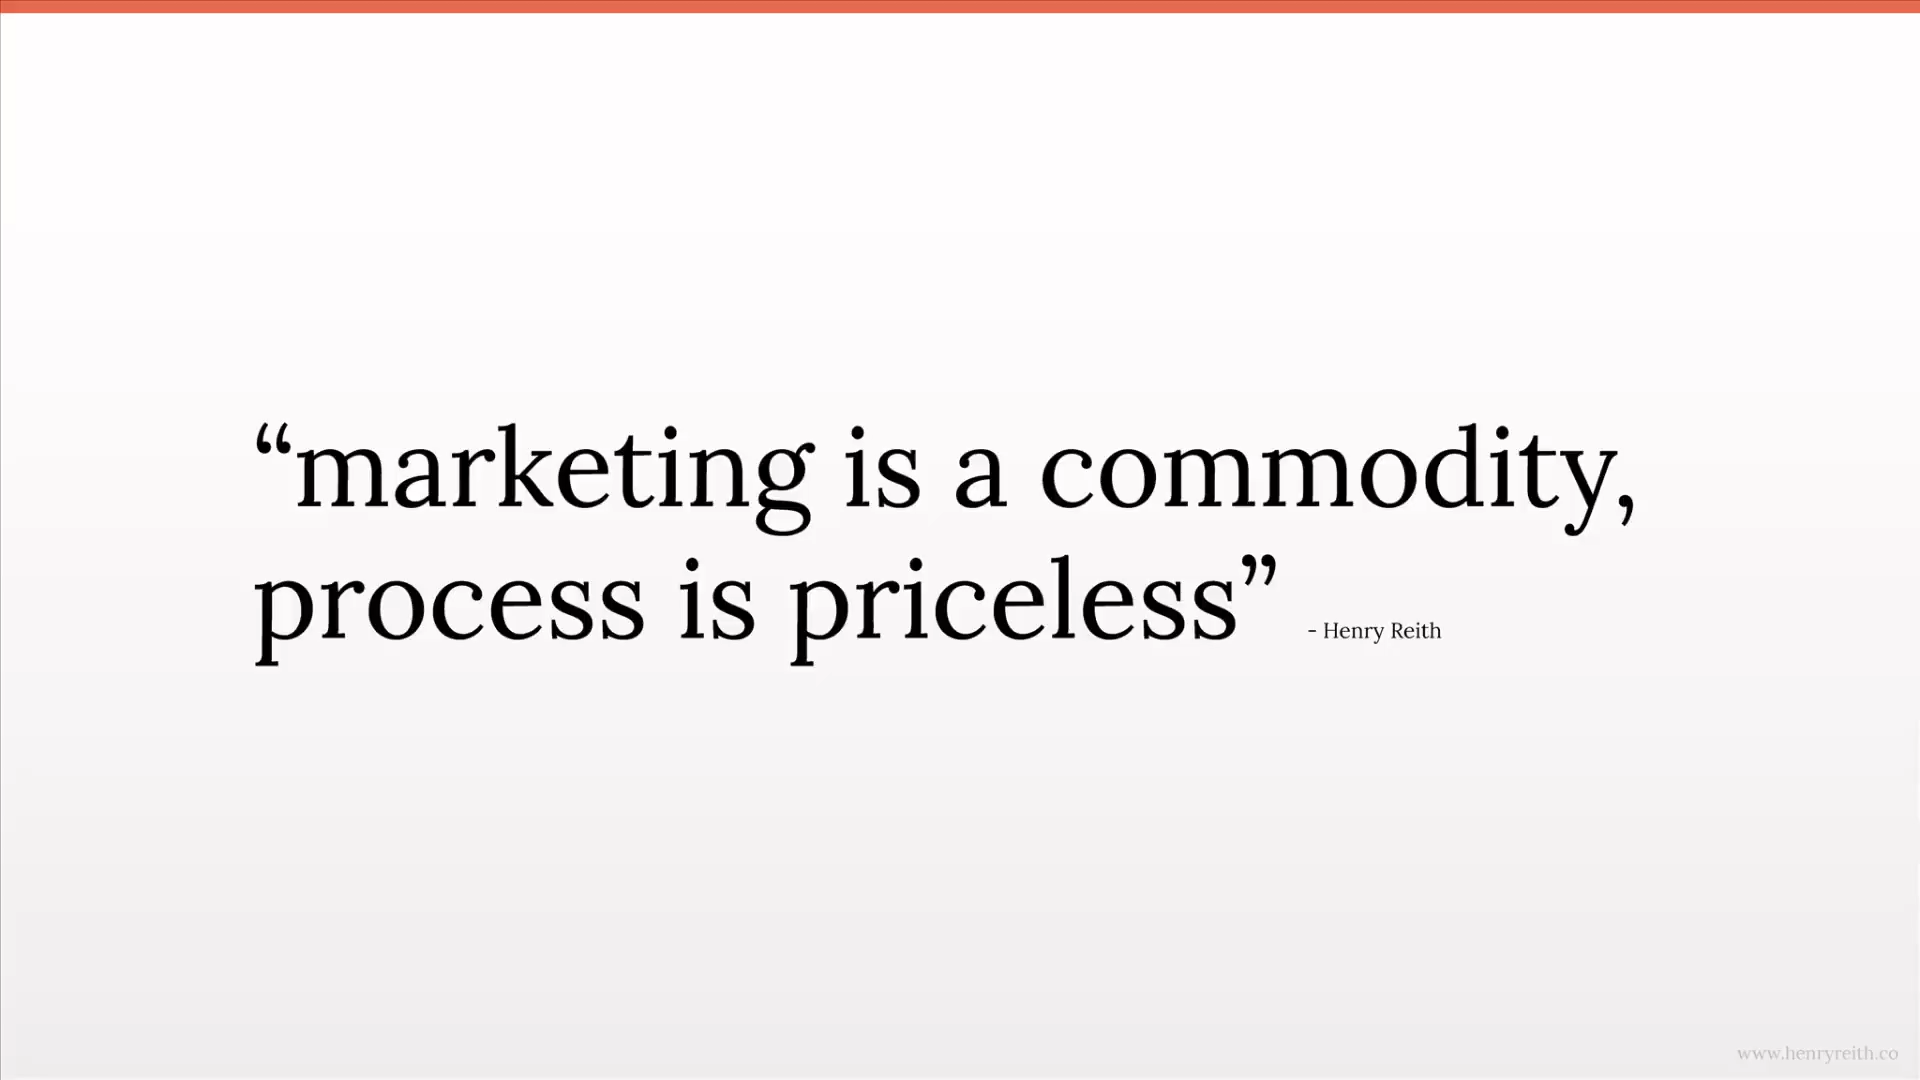 “marketing is a commodity,
process is priceless” - Henry Reith
www.henryreith.co